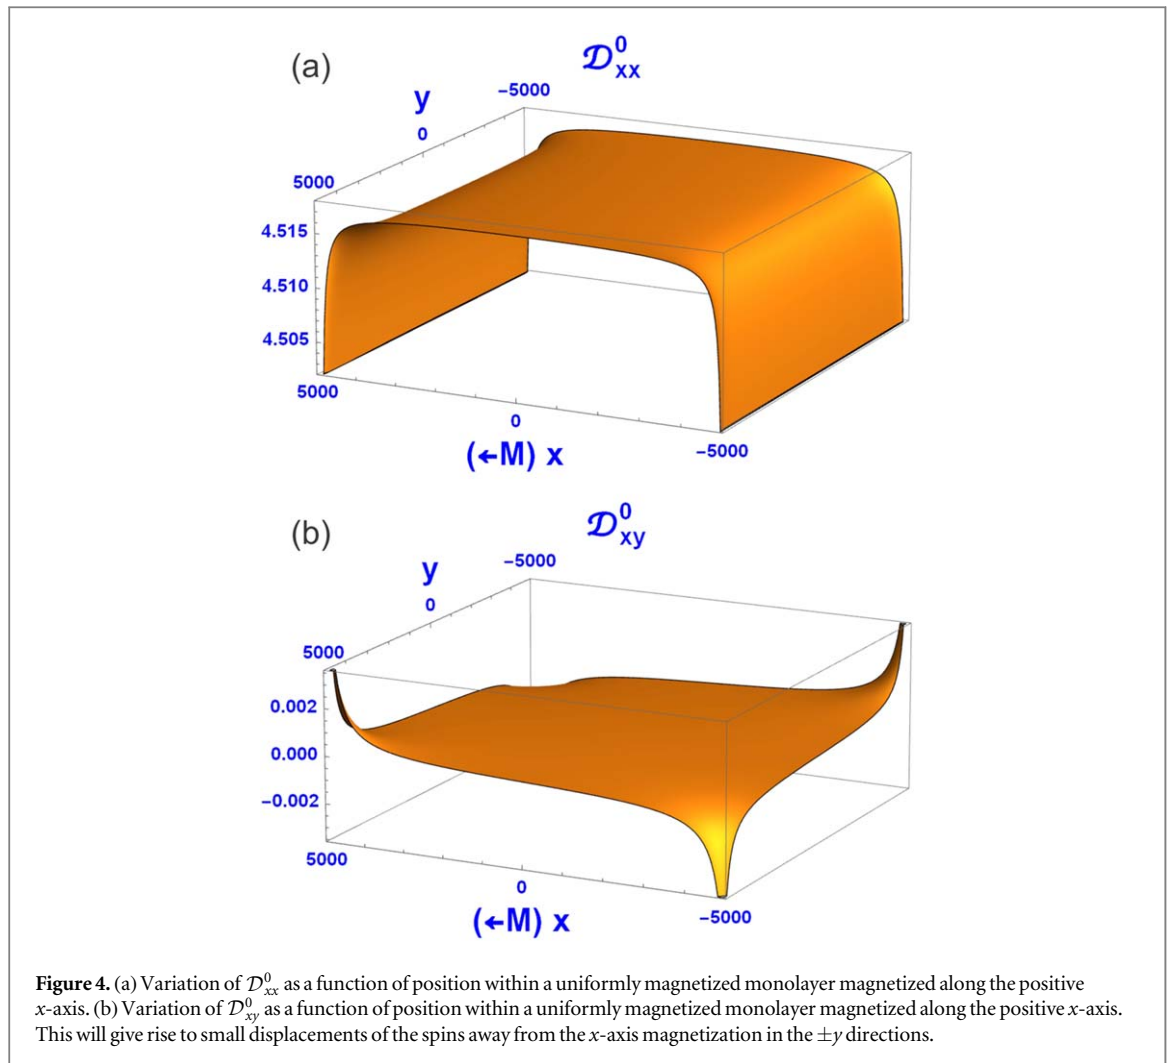 (a)
𝒟⁰xx
y
−5000
0
5000
4.515
4.510
4.505
5000
0
−5000
(←M) x
(b)
𝒟⁰xy
y
−5000
0
5000
0.002
0.000
−0.002
5000
0
−5000
(←M) x
Figure 4. (a) Variation of 𝒟⁰xx as a function of position within a uniformly magnetized monolayer magnetized along the positive
x-axis. (b) Variation of 𝒟⁰xy as a function of position within a uniformly magnetized monolayer magnetized along the positive x-axis.
This will give rise to small displacements of the spins away from the x-axis magnetization in the ±y directions.